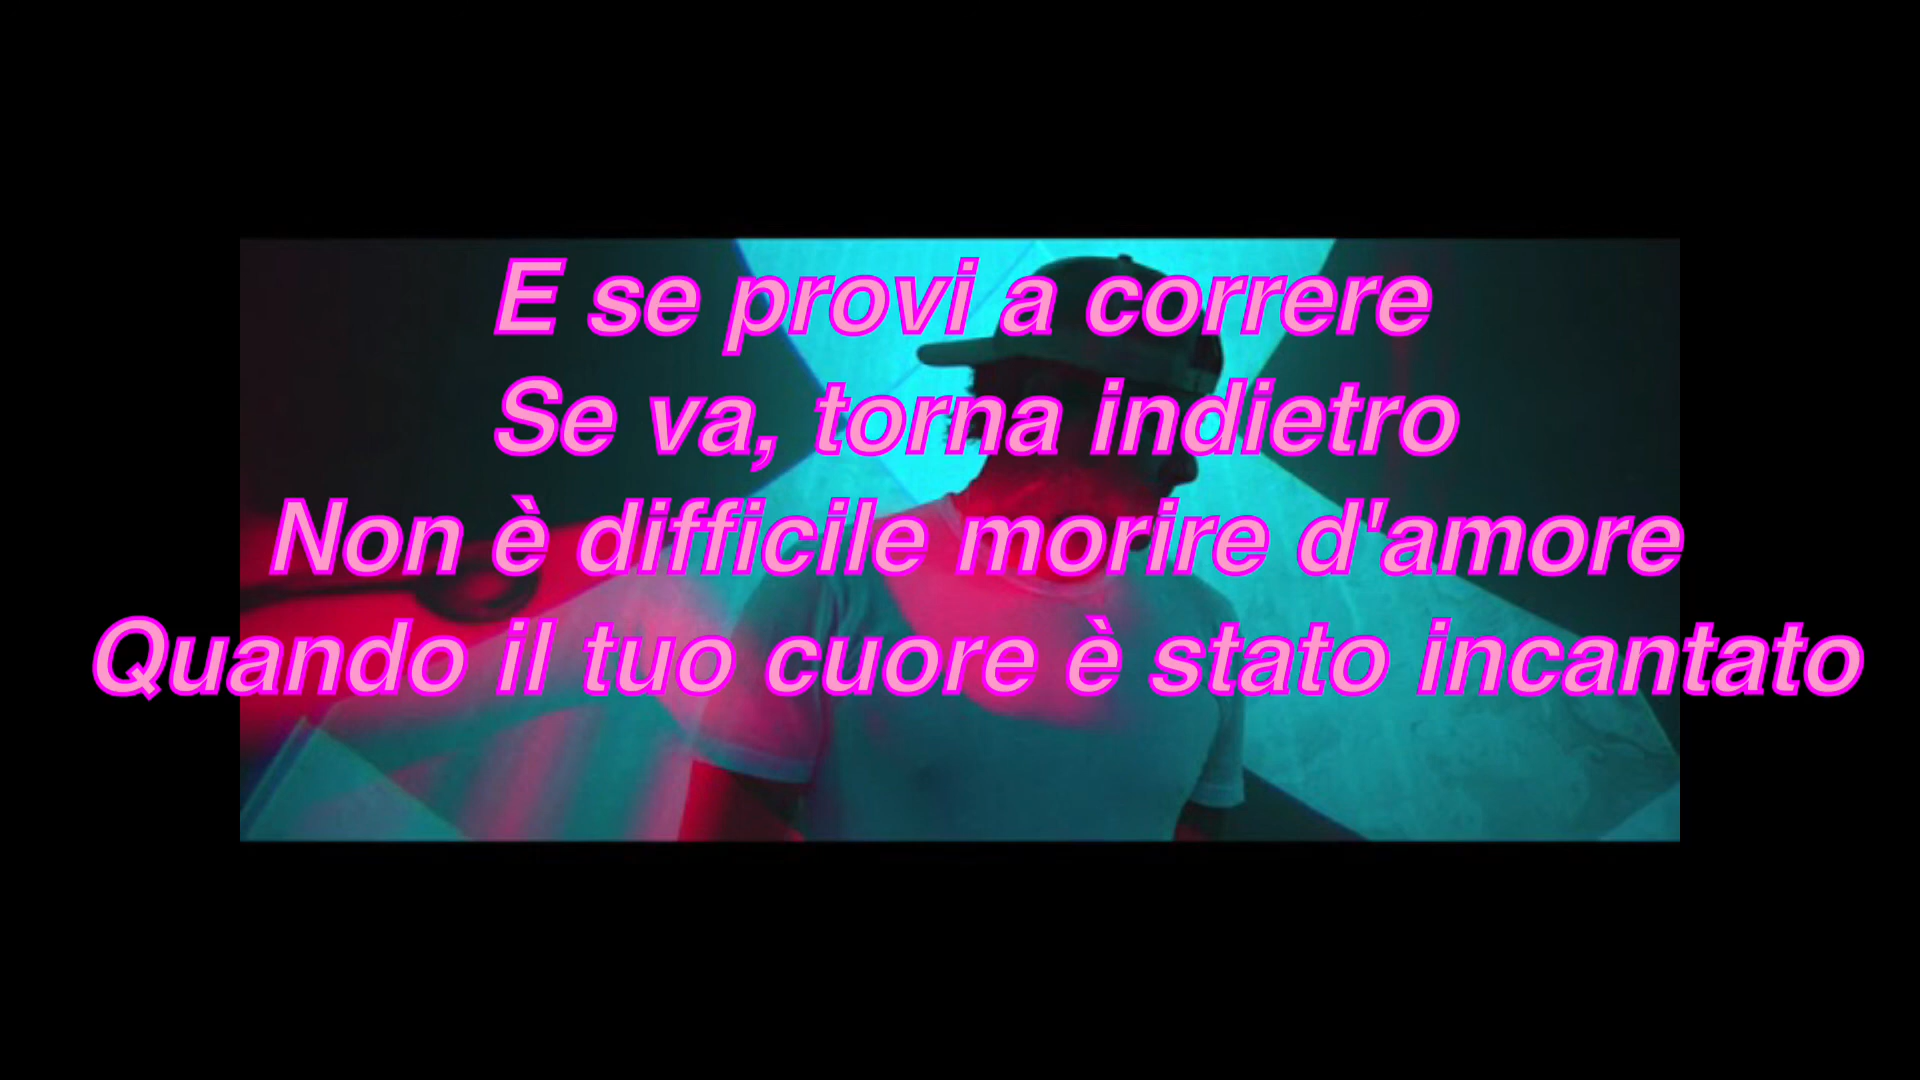 E se provi a correre
Se va, torna indietro
Non è difficile morire d'amore
Quando il tuo cuore è stato incantato